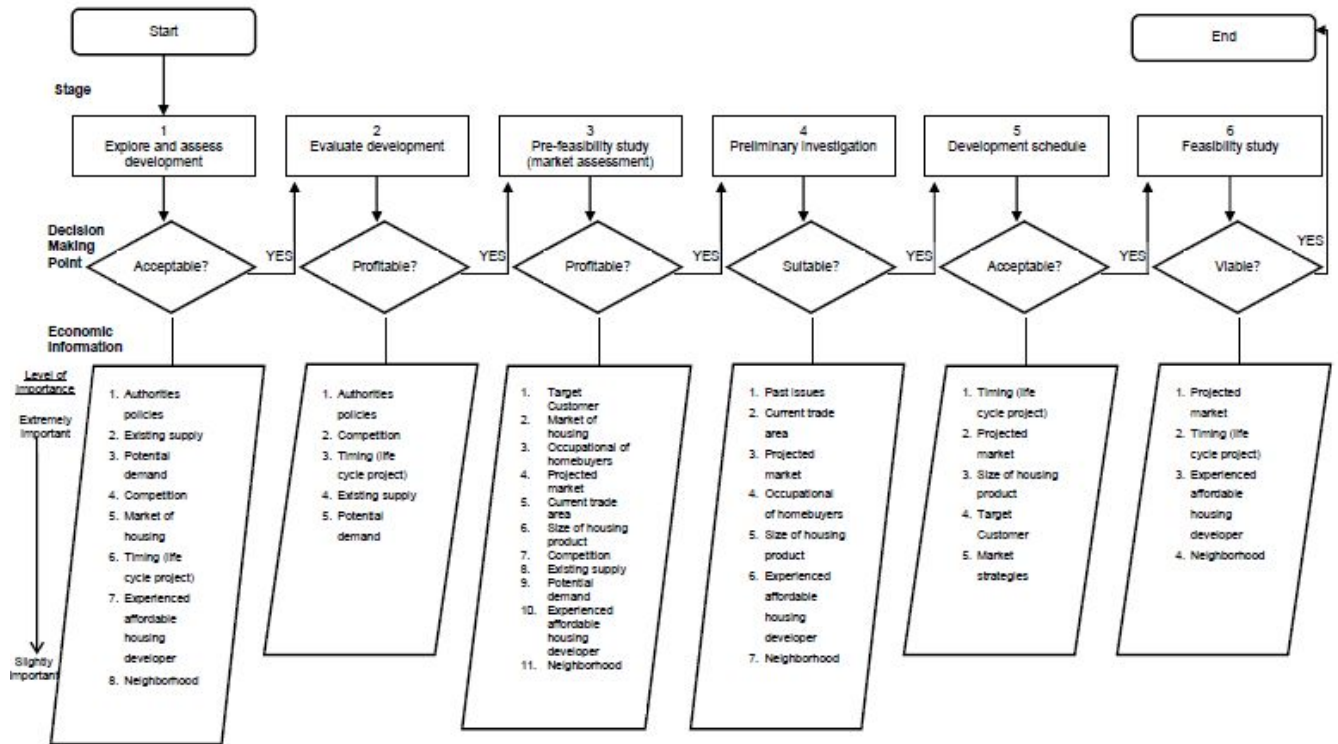 Start
End
Stage
1
Explore and assess
development
2
Evaluate development
3
Pre-feasibility study
(market assessment)
4
Preliminary investigation
5
Development schedule
6
Feasibility study
Decision
Making
Point
Acceptable?
YES
Profitable?
YES
Profitable?
YES
Suitable?
YES
Acceptable?
YES
Viable?
YES
Economic
Information
Level of
Importance
Extremely
Important
Slightly
Important
1. Authorities
policies
2. Existing supply
3. Potential
demand
4. Competition
5. Market of
housing
6. Timing (life
cycle project)
7. Experienced
affordable
housing
developer
8. Neighborhood
1. Authorities
policies
2. Competition
3. Timing (life
cycle project)
4. Existing supply
5. Potential
demand
1. Target
Customer
2. Market of
housing
3. Occupational of
homebuyers
4. Projected
market
5. Current trade
area
6. Size of housing
product
7. Competition
8. Existing supply
9. Potential
demand
10. Experienced
affordable
housing
developer
11. Neighborhood
1. Past issues
2. Current trade
area
3. Projected
market
4. Occupational
of homebuyers
5. Size of housing
product
6. Experienced
affordable
housing
developer
7. Neighborhood
1. Timing (life
cycle project)
2. Projected
market
3. Size of housing
product
4. Target
Customer
5. Market
strategies
1. Projected
market
2. Timing (life
cycle project)
3. Experienced
affordable
housing
developer
4. Neighborhood